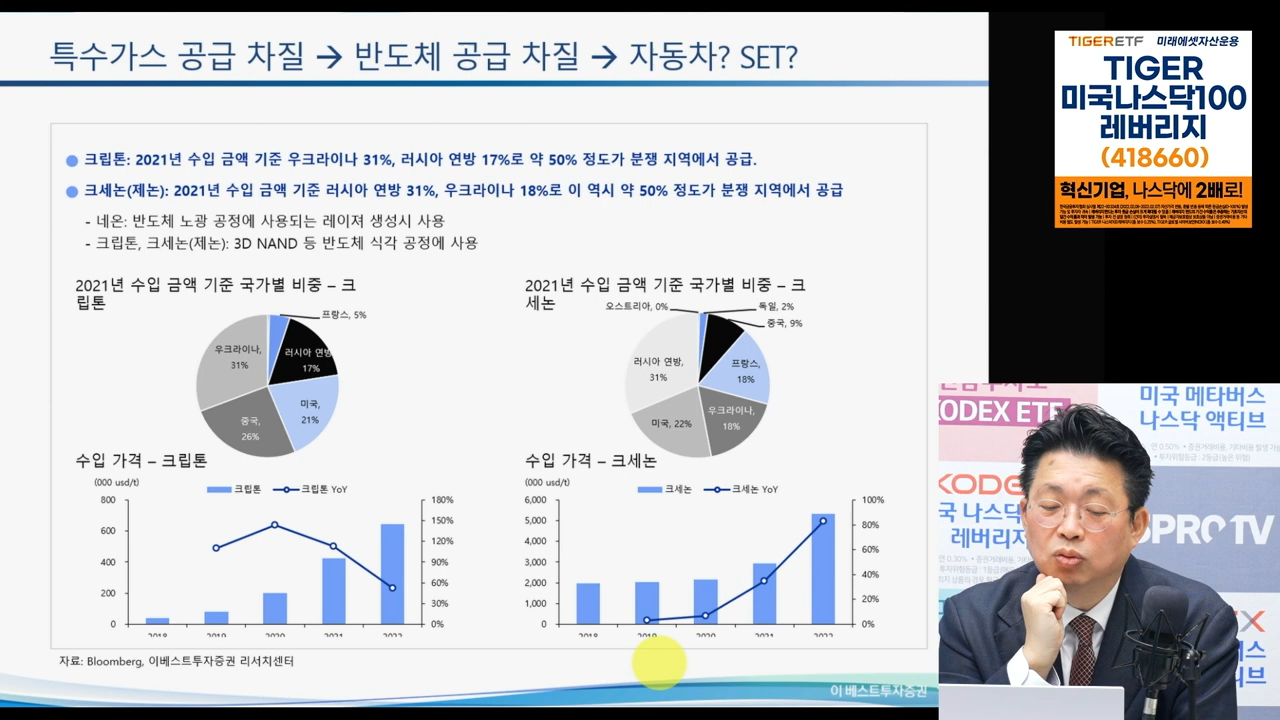 특수가스 공급 차질 → 반도체 공급 차질 → 자동차? SET?
크립톤: 2021년 수입 금액 기준 우크라이나 31%, 러시아 연방 17%로 약 50% 정도가 분쟁 지역에서 공급.
크세논(제논): 2021년 수입 금액 기준 러시아 연방 31%, 우크라이나 18%로 이 역시 약 50% 정도가 분쟁 지역에서 공급
- 네온: 반도체 노광 공정에 사용되는 레이져 생성시 사용
- 크립톤, 크세논(제논): 3D NAND 등 반도체 식각 공정에 사용
2021년 수입 금액 기준 국가별 비중 – 크
립톤
프랑스, 5%
러시아 연방
17%
미국,
21%
중국,
26%
우크라이나,
31%
2021년 수입 금액 기준 국가별 비중 – 크
세논
오스트리아, 0%
독일, 2%
중국, 9%
프랑스,
18%
우크라이나,
18%
미국, 22%
러시아 연방,
31%
수입 가격 – 크립톤
(000 usd/t)
크립톤
크립톤 YoY
800
600
400
200
0
180%
150%
120%
90%
60%
30%
0%
2018
2019
2020
2021
2022
수입 가격 – 크세논
(000 usd/t)
크세논
크세논 YoY
6,000
5,000
4,000
3,000
2,000
1,000
0
100%
80%
60%
40%
20%
0%
2018
2019
2020
2021
2022
자료: Bloomberg, 이베스트투자증권 리서치센터
이베스트투자증권
TIGER ETF 미래에셋자산운용
TIGER
미국나스닥100
레버리지
(418660)
혁신기업, 나스닥에 2배로!
KODEX ETF
미국 메타버스
나스닥 액티브
KODE
국 나스닥
레버리지
PRO TV